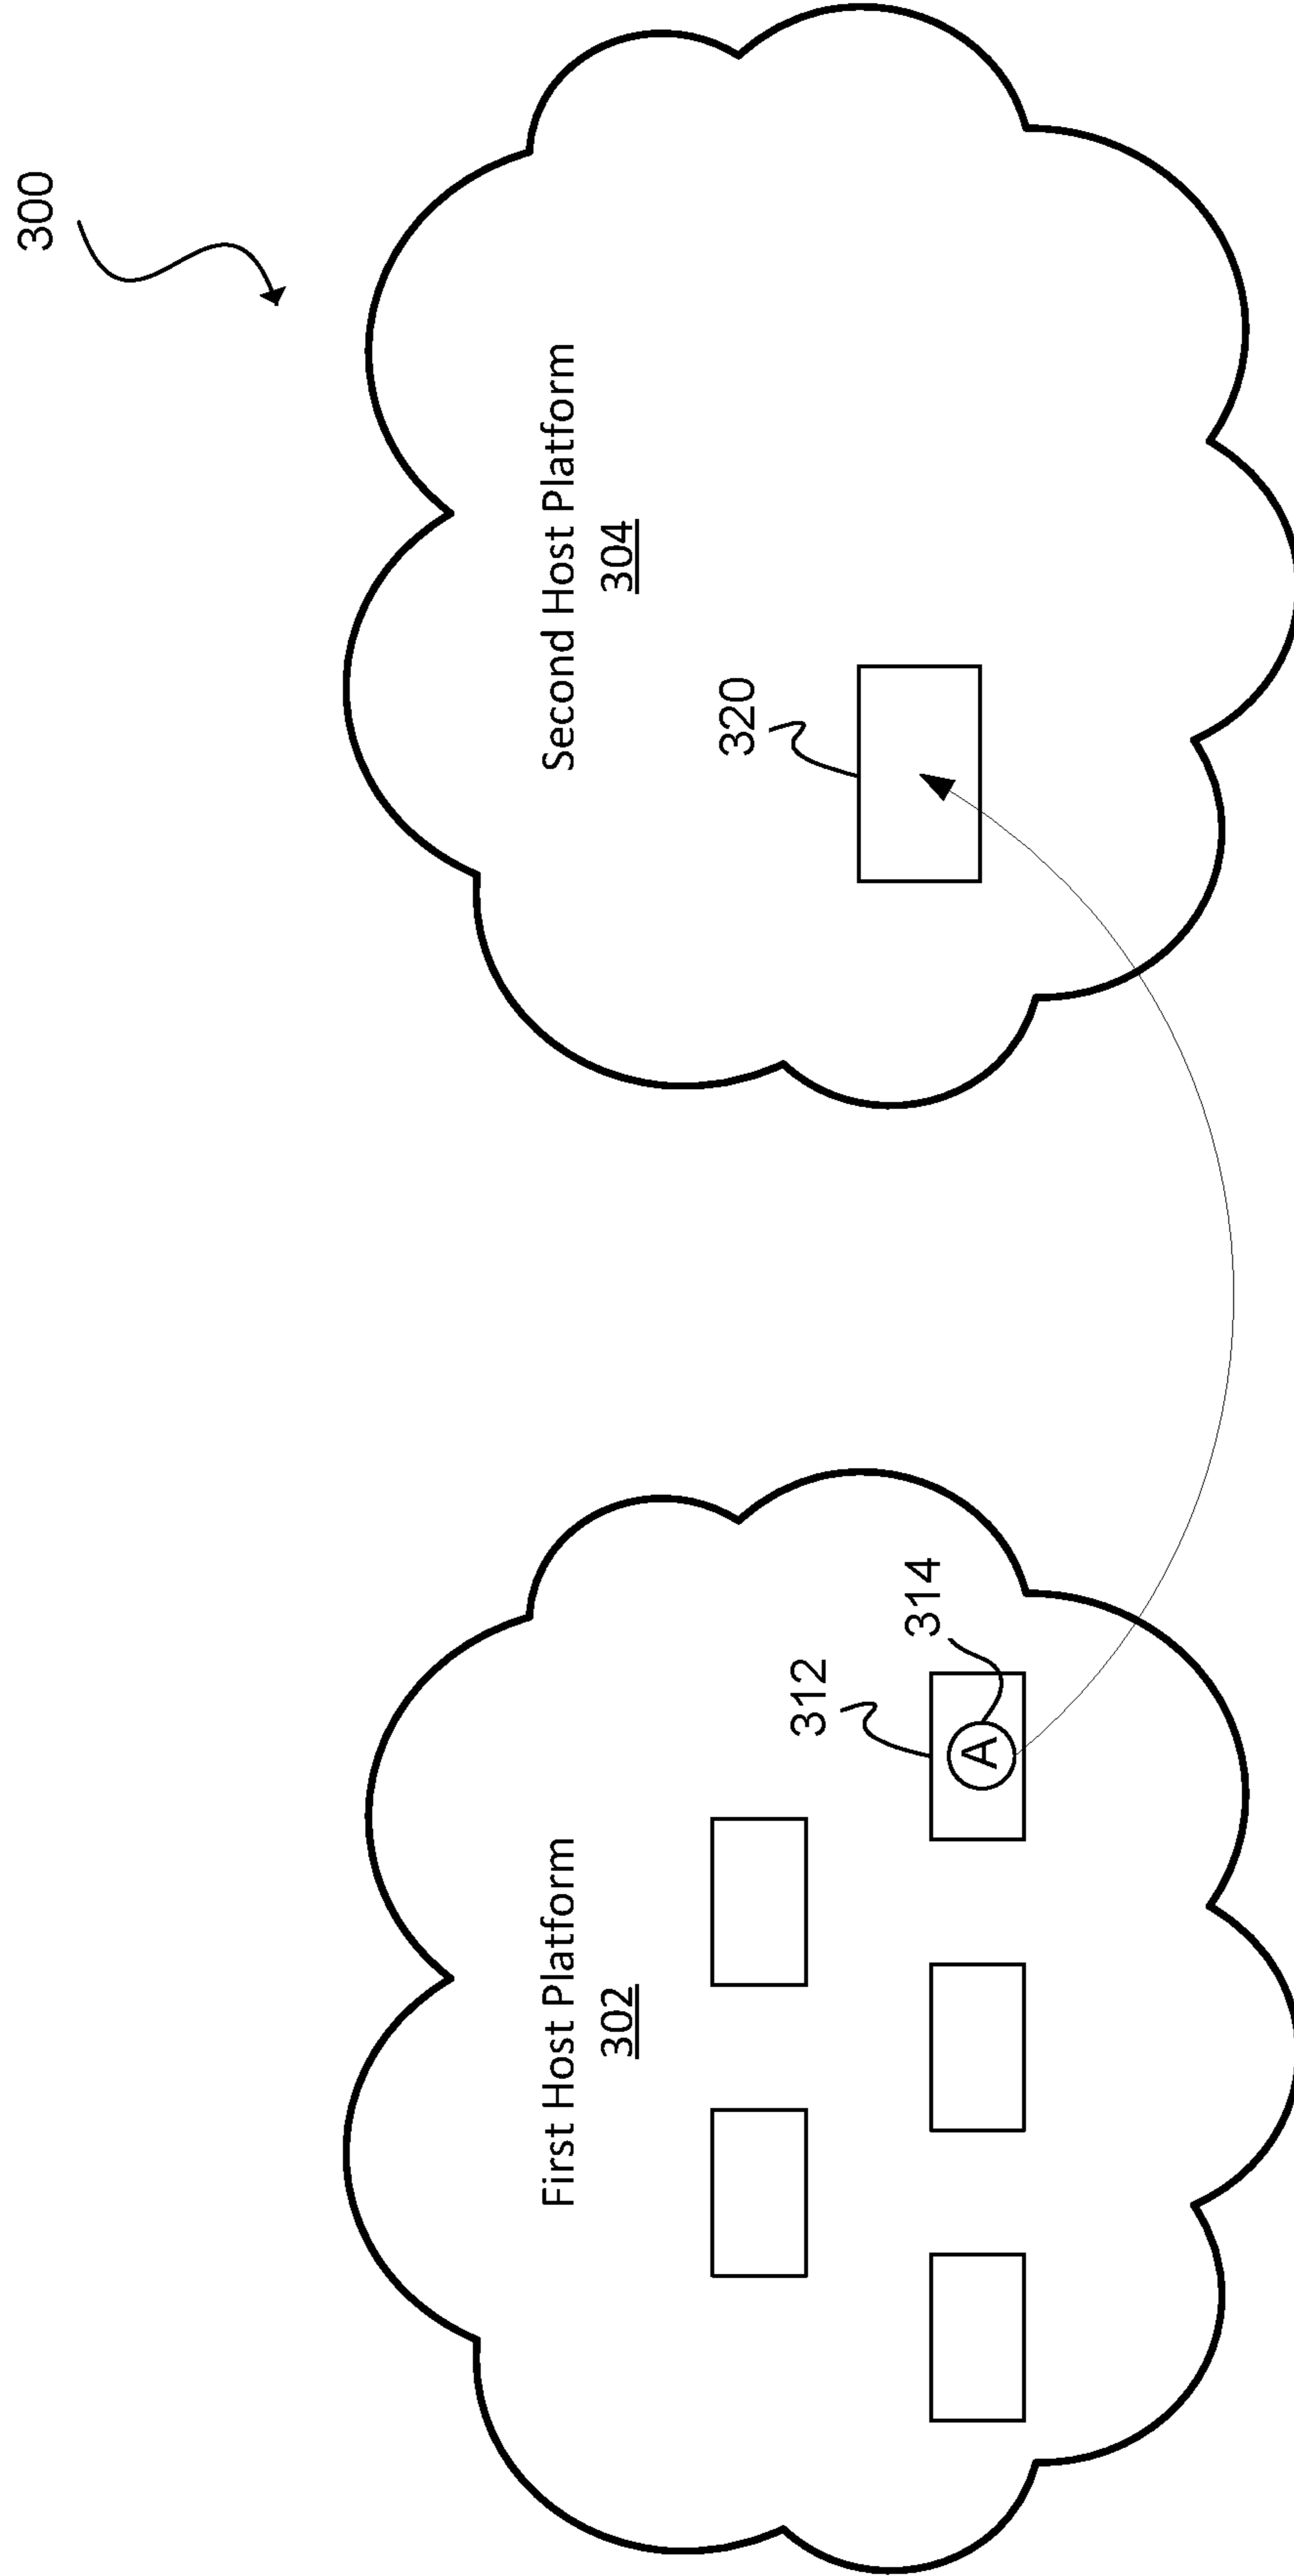 300
First Host Platform
302
Second Host Platform
304
312
314
A
320